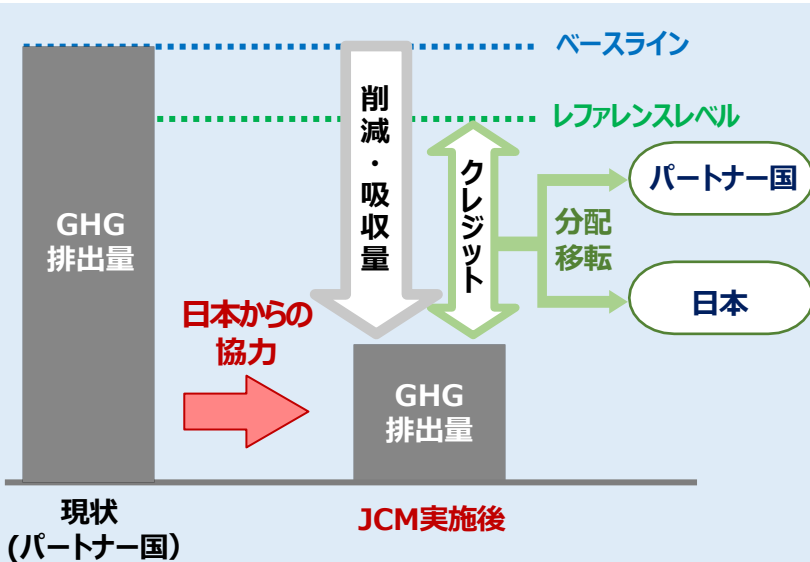 ベースライン
レファレンスレベル
削減・吸収量
クレジット
パートナー国
分配
移転
日本
GHG
排出量
日本からの
協力
GHG
排出量
現状
(パートナー国）
JCM実施後